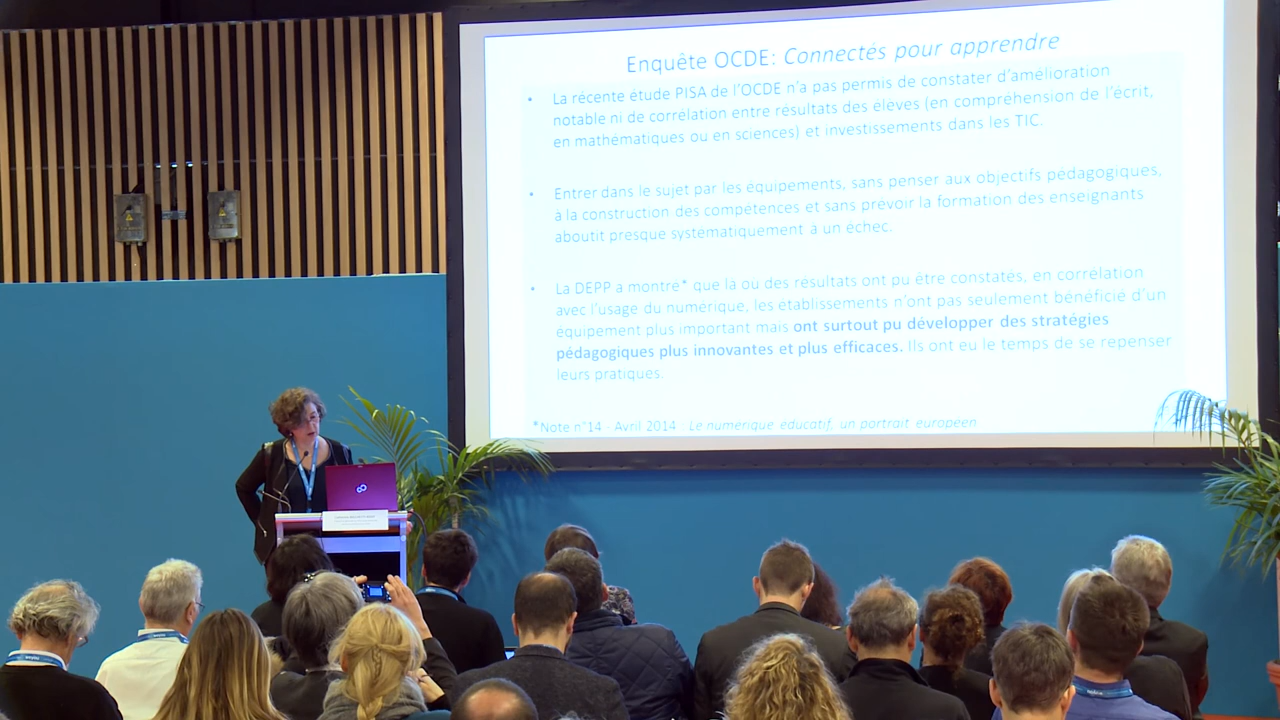 Enquête OCDE: Connectés pour apprendre
• La récente étude PISA de l'OCDE n'a pas permis de constater d'amélioration
notable ni de corrélation entre résultats des élèves (en compréhension de l'écrit,
en mathématiques ou en sciences) et investissements dans les TIC.
• Entrer dans le sujet par les équipements, sans penser aux objectifs pédagogiques,
à la construction des compétences et sans prévoir la formation des enseignants
aboutit presque systématiquement à un échec.
• La DEPP a montré* que là où des résultats ont pu être constatés, en corrélation
avec l'usage du numérique, les établissements n'ont pas seulement bénéficié d'un
équipement plus important mais ont surtout pu développer des stratégies
pédagogiques plus innovantes et plus efficaces. Ils ont eu le temps de se repenser
leurs pratiques.
*Note n°14 - Avril 2014 Le numérique éducatif, un portrait européen